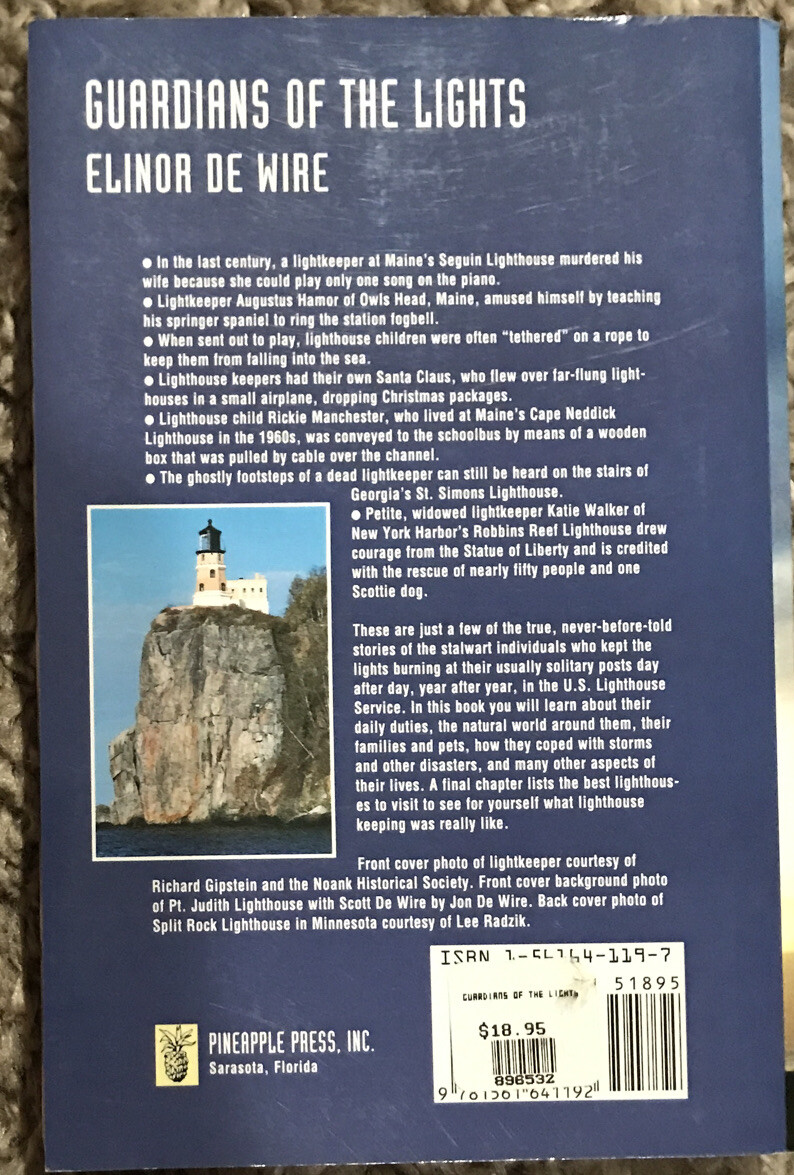 GUARDIANS OF THE LIGHTS
ELINOR DE WIRE
● In the last century, a lightkeeper at Maine's Seguin Lighthouse murdered his
wife because she could play only one song on the piano.
● Lightkeeper Augustus Hamor of Owls Head, Maine, amused himself by teaching
his springer spaniel to ring the station fogbell.
● When sent out to play, lighthouse children were often "tethered" on a rope to
keep them from falling into the sea.
● Lighthouse keepers had their own Santa Claus, who flew over far-flung light-
houses in a small airplane, dropping Christmas packages.
● Lighthouse child Rickie Manchester, who lived at Maine's Cape Neddick
Lighthouse in the 1960s, was conveyed to the schoolbus by means of a wooden
box that was pulled by cable over the channel.
● The ghostly footsteps of a dead lightkeeper can still be heard on the stairs of
Georgia's St. Simons Lighthouse.
● Petite, widowed lightkeeper Katie Walker of
New York Harbor's Robbins Reef Lighthouse drew
courage from the Statue of Liberty and is credited
with the rescue of nearly fifty people and one
Scottie dog.
These are just a few of the true, never-before-told
stories of the stalwart individuals who kept the
lights burning at their usually solitary posts day
after day, year after year, in the U.S. Lighthouse
Service. In this book you will learn about their
daily duties, the natural world around them, their
families and pets, how they coped with storms
and other disasters, and many other aspects of
their lives. A final chapter lists the best lighthous-
es to visit to see for yourself what lighthouse
keeping was really like.
Front cover photo of lightkeeper courtesy of
Richard Gipstein and the Noank Historical Society. Front cover background photo
of Pt. Judith Lighthouse with Scott De Wire by Jon De Wire. Back cover photo of
Split Rock Lighthouse in Minnesota courtesy of Lee Radzik.
ISBN 1-56164-119-7
51895
GUARDIANS OF THE LIGHTS
$18.95
896532
9 781561 641192
PINEAPPLE PRESS, INC.
Sarasota, Florida